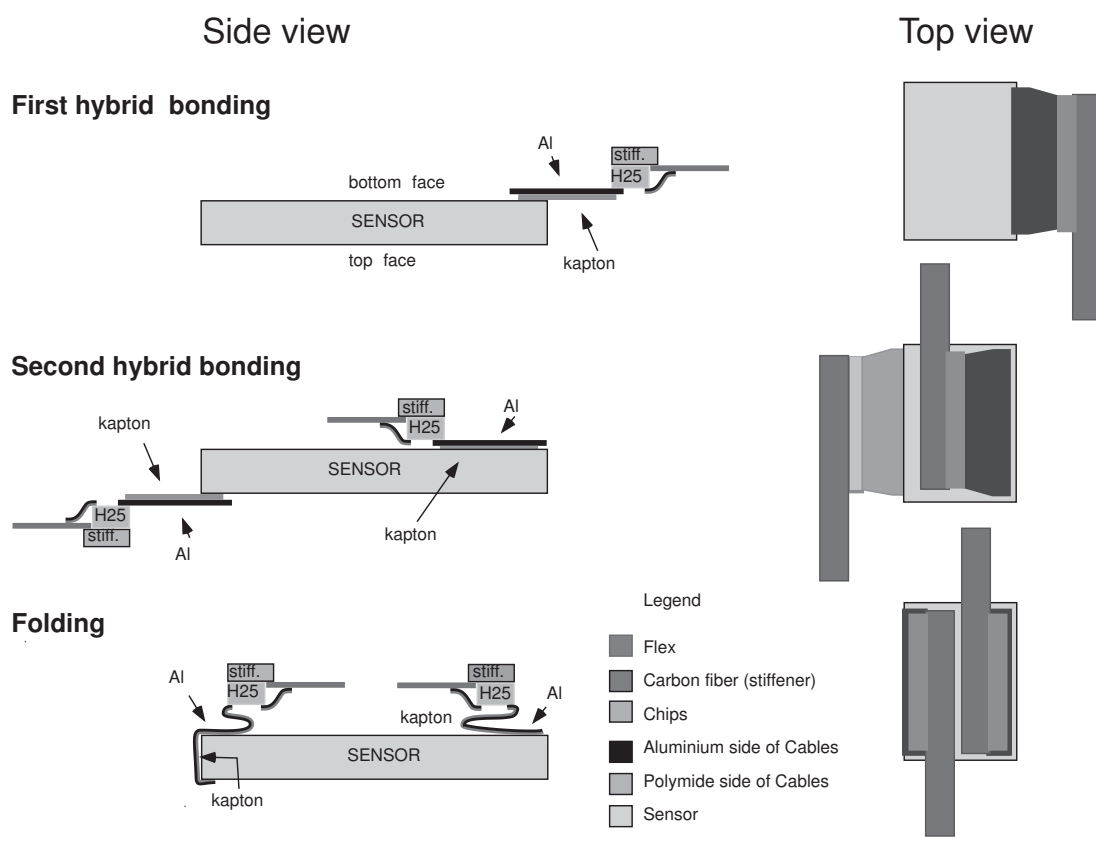 Side view
Top view
First hybrid bonding
Al
stiff.
H25
bottom face
SENSOR
top face
kapton
Second hybrid bonding
stiff.
Al
kapton
H25
SENSOR
H25
stiff.
kapton
Al
Folding
Legend
Flex
Carbon fiber (stiffener)
Chips
Aluminium side of Cables
Polymide side of Cables
Sensor
Al
stiff.
H25
stiff.
H25
Al
kapton
SENSOR
kapton